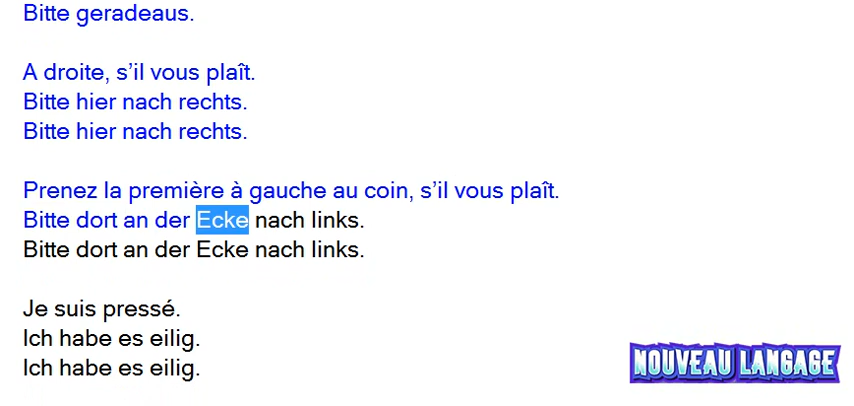 Bitte geradeaus.
A droite, s’il vous plaît.
Bitte hier nach rechts.
Bitte hier nach rechts.
Prenez la première à gauche au coin, s’il vous plaît.
Bitte dort an der Ecke nach links.
Bitte dort an der Ecke nach links.
Je suis pressé.
Ich habe es eilig.
Ich habe es eilig.
NOUVEAU LANGAGE